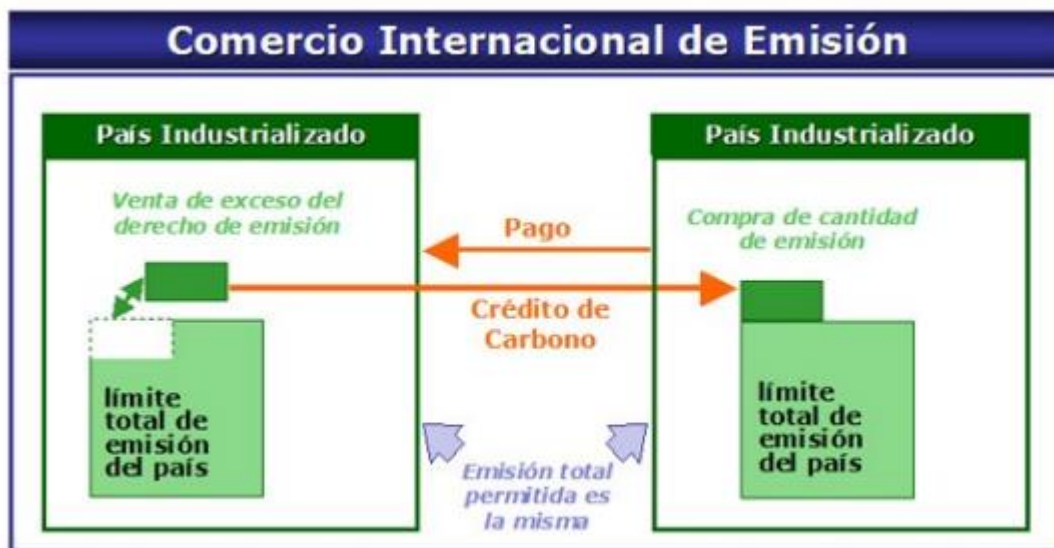 Comercio Internacional de Emisión
País Industrializado
Venta de exceso del
derecho de emisión
límite
total de
emisión
del país
Pago
Crédito de
Carbono
Emisión total
permitida es
la misma
País Industrializado
Compra de cantidad
de emisión
límite
total de
emisión
del país